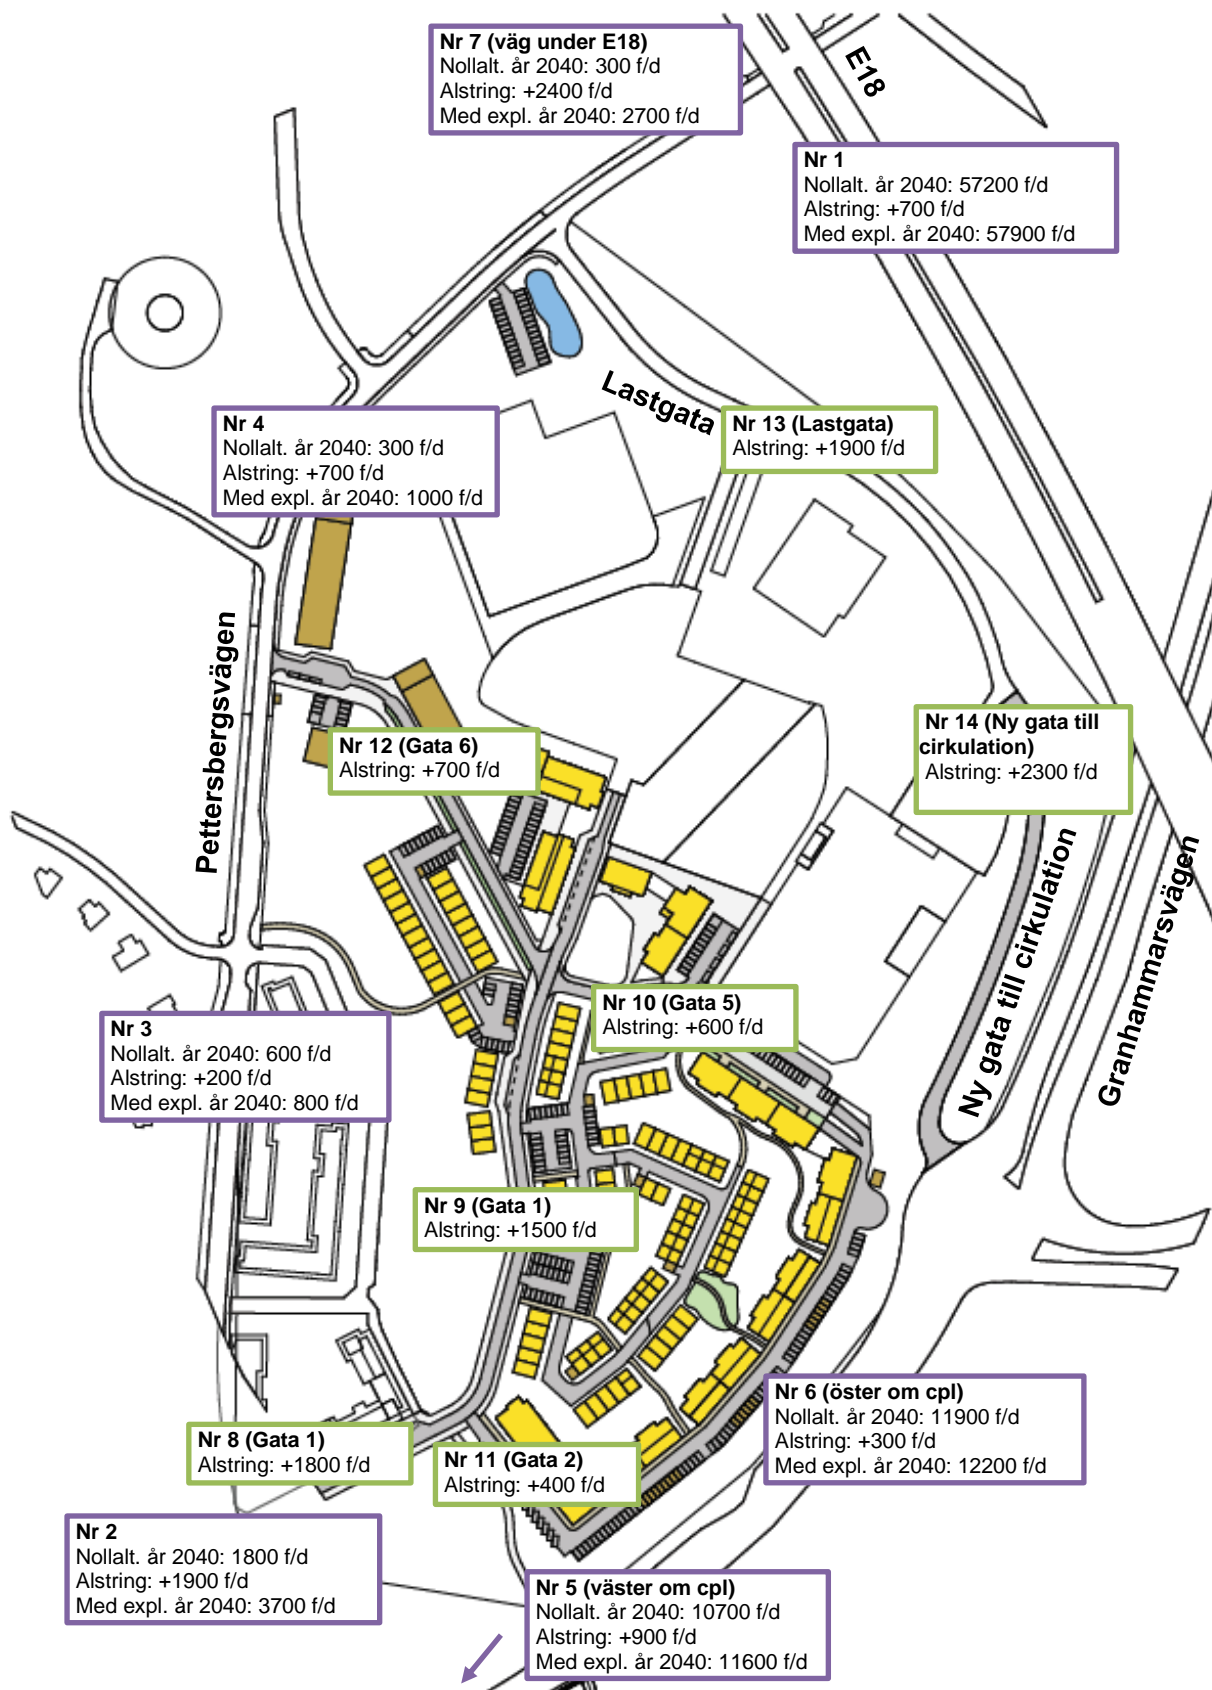 Nr 7 (väg under E18)
Nollalt. år 2040: 300 f/d
Alstring: +2400 f/d
Med expl. år 2040: 2700 f/d
E18
Nr 1
Nollalt. år 2040: 57200 f/d
Alstring: +700 f/d
Med expl. år 2040: 57900 f/d
Lastgata
Nr 4
Nollalt. år 2040: 300 f/d
Alstring: +700 f/d
Med expl. år 2040: 1000 f/d
Nr 13 (Lastgata)
Alstring: +1900 f/d
Pettersbergsvägen
Nr 12 (Gata 6)
Alstring: +700 f/d
Nr 14 (Ny gata till
cirkulation)
Alstring: +2300 f/d
Ny gata till cirkulation
Granhammarsvägen
Nr 3
Nollalt. år 2040: 600 f/d
Alstring: +200 f/d
Med expl. år 2040: 800 f/d
Nr 10 (Gata 5)
Alstring: +600 f/d
Nr 9 (Gata 1)
Alstring: +1500 f/d
Nr 6 (öster om cpl)
Nollalt. år 2040: 11900 f/d
Alstring: +300 f/d
Med expl. år 2040: 12200 f/d
Nr 8 (Gata 1)
Alstring: +1800 f/d
Nr 11 (Gata 2)
Alstring: +400 f/d
Nr 2
Nollalt. år 2040: 1800 f/d
Alstring: +1900 f/d
Med expl. år 2040: 3700 f/d
Nr 5 (väster om cpl)
Nollalt. år 2040: 10700 f/d
Alstring: +900 f/d
Med expl. år 2040: 11600 f/d